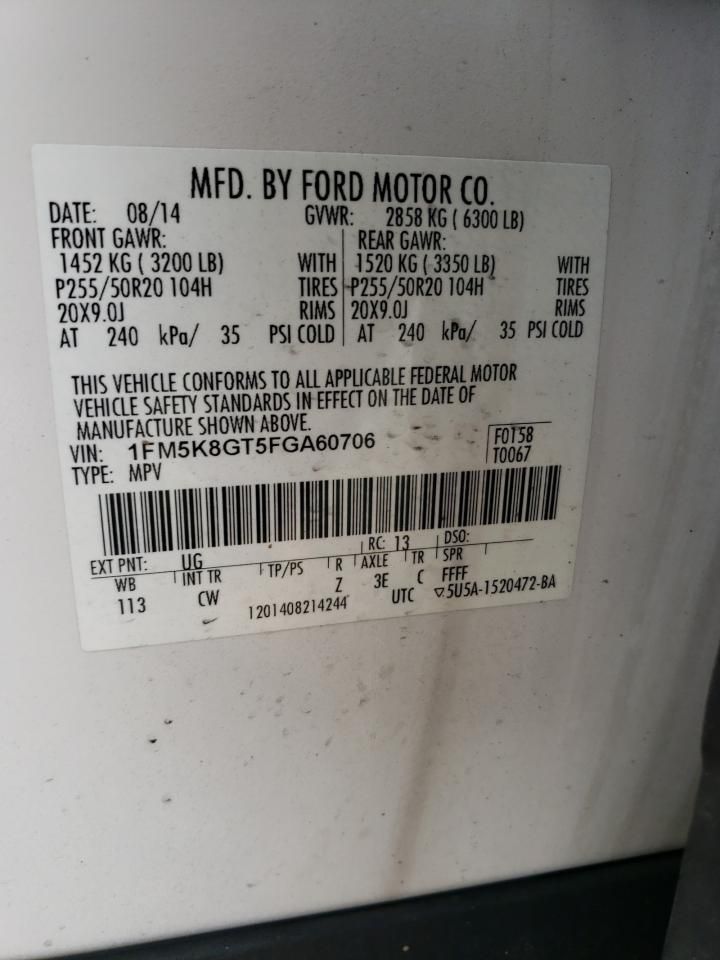 MFD. BY FORD MOTOR CO.
DATE: 08/14 GVWR: 2858 KG ( 6300 LB)
FRONT GAWR: REAR GAWR:
1452 KG ( 3200 LB) WITH 1520 KG ( 3350 LB) WITH
P255/50R20 104H TIRES P255/50R20 104H TIRES
20X9.0J RIMS 20X9.0J RIMS
AT 240 kPa/ 35 PSI COLD AT 240 kPa/ 35 PSI COLD
THIS VEHICLE CONFORMS TO ALL APPLICABLE FEDERAL MOTOR
VEHICLE SAFETY STANDARDS IN EFFECT ON THE DATE OF
MANUFACTURE SHOWN ABOVE.
VIN: 1FM5K8GT5FGA60706 F0158
TYPE: MPV T0067
EXT PNT: UG RC: 13 DSO:
WB INT TR TP/PS R AXLE TR SPR
113 CW Z 3E C FFFF
1201408214244 UTC ▽5U5A-1520472-BA